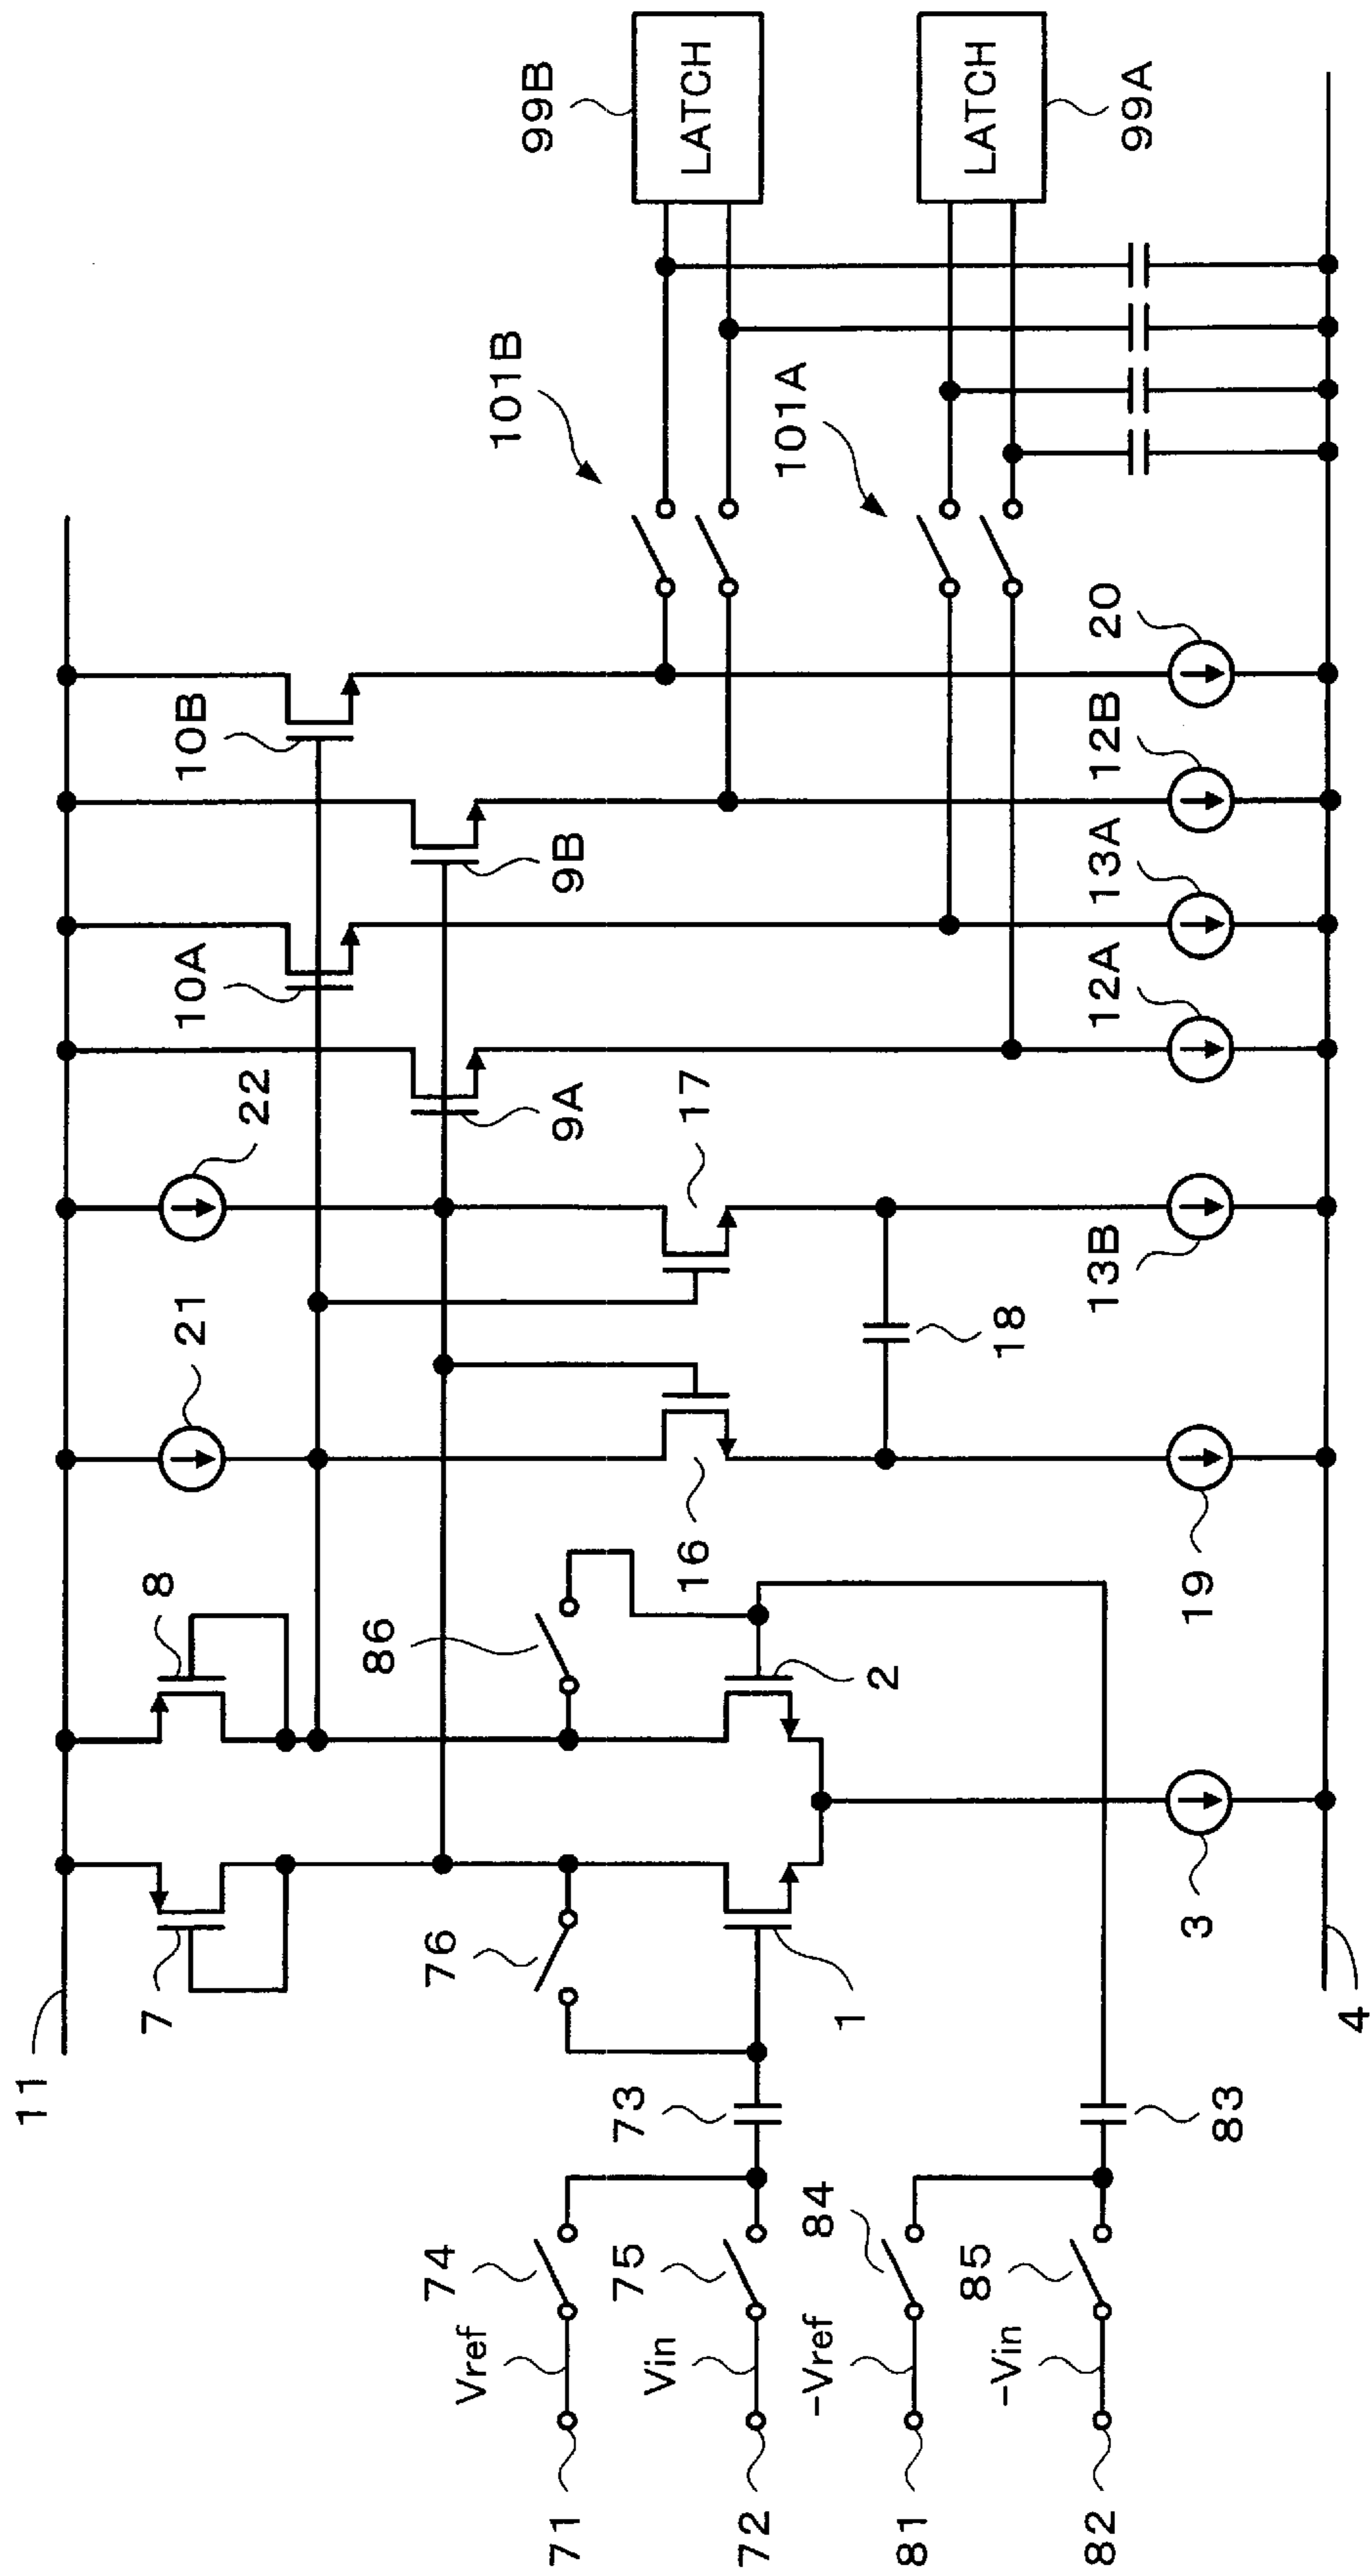 11
7
8
21
22
10A
10B
9A
9B
101B
99B
LATCH
101A
99A
LATCH
76
86
16
17
18
1
2
3
19
13B
12A
13A
12B
20
4
71
Vref
74
72
Vin
75
73
81
-Vref
84
82
-Vin
85
83